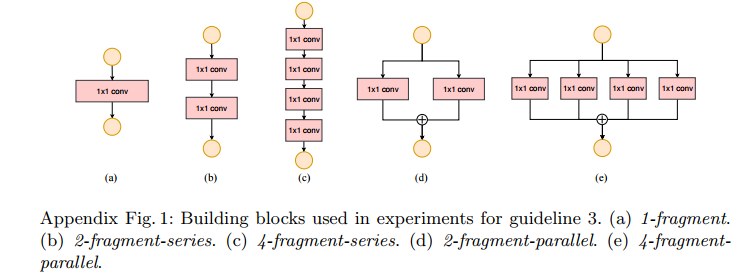 1x1 conv
(a)
1x1 conv
1x1 conv
(b)
1x1 conv
1x1 conv
1x1 conv
1x1 conv
(c)
1x1 conv
1x1 conv
(d)
1x1 conv
1x1 conv
1x1 conv
1x1 conv
(e)
Appendix Fig. 1: Building blocks used in experiments for guideline 3. (a) 1-fragment.
(b) 2-fragment-series. (c) 4-fragment-series. (d) 2-fragment-parallel. (e) 4-fragment-
parallel.